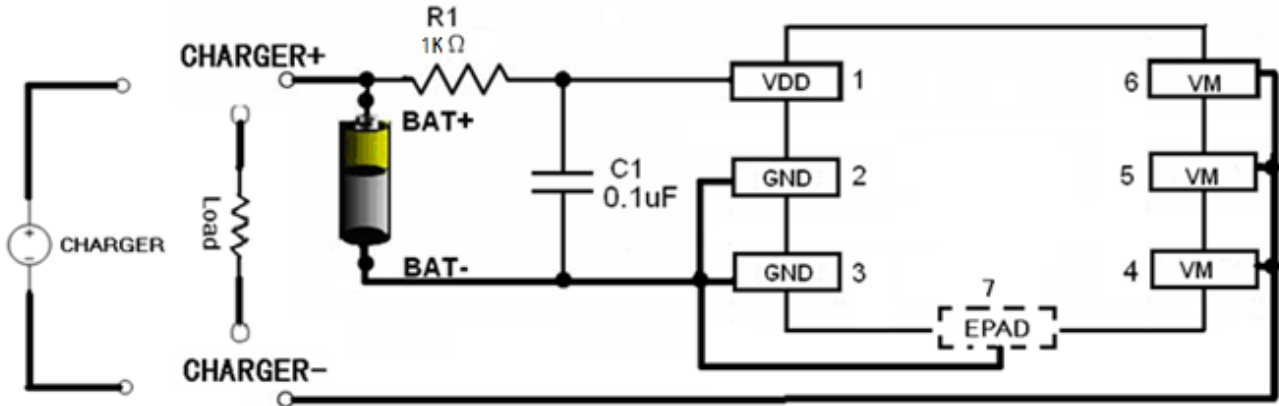 R1
1KΩ
CHARGER+
VDD 1
6 VM
BAT+
C1
0.1uF
GND 2
5 VM
Load
+
-
CHARGER
BAT-
GND 3
4 VM
7
EPAD
CHARGER-